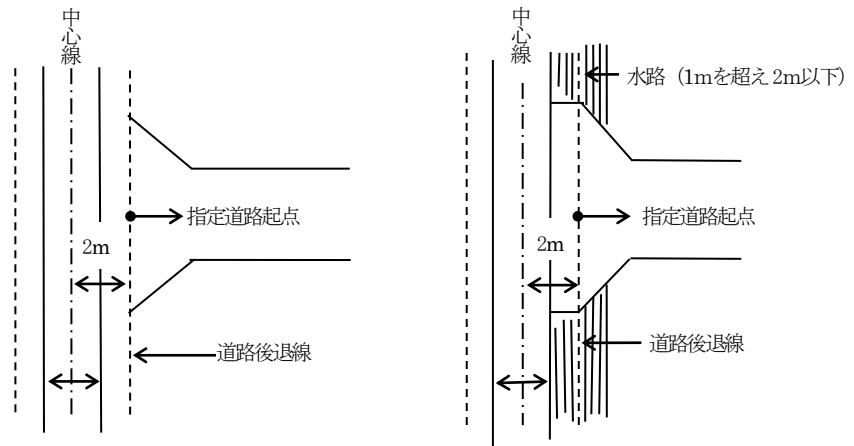 中心線
指定道路起点
2m
道路後退線
中心線
水路（1mを超え2m以下）
指定道路起点
2m
道路後退線